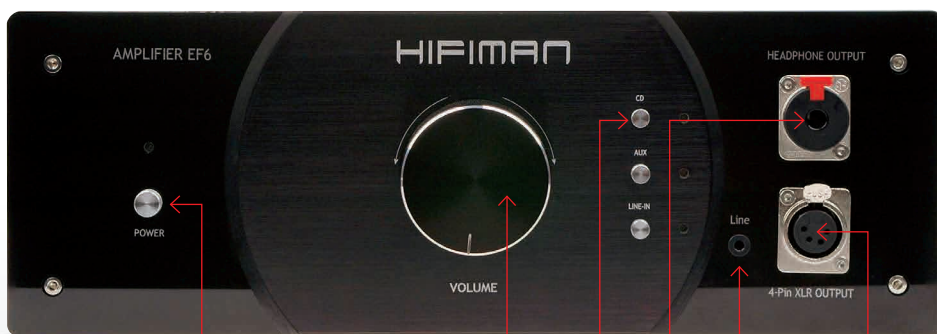 AMPLIFIER EF6
HIFIMAN
HEADPHONE OUTPUT
CD
AUX
LINE-IN
POWER
Line
VOLUME
4-Pin XLR OUTPUT